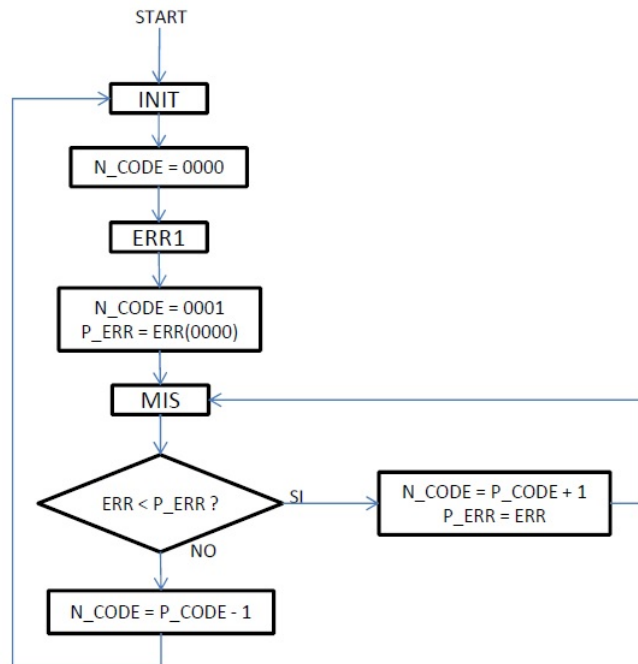 START
INIT
N_CODE = 0000
ERR1
N_CODE = 0001
P_ERR = ERR(0000)
MIS
ERR < P_ERR ?
SI
N_CODE = P_CODE + 1
P_ERR = ERR
NO
N_CODE = P_CODE - 1